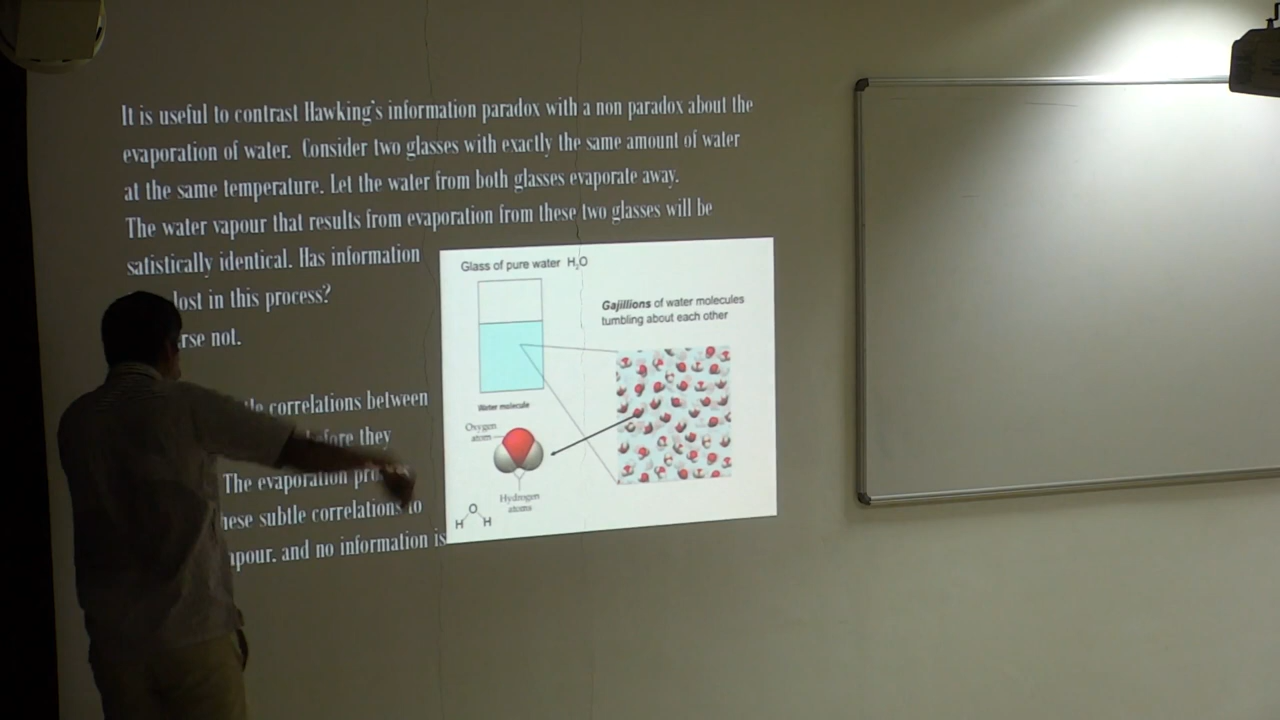 It is useful to contrast Hawking's information paradox with a non paradox about the
evaporation of water. Consider two glasses with exactly the same amount of water
at the same temperature. Let the water from both glasses evaporate away.
The water vapour that results from evaporation from these two glasses will be
satistically identical. Has information
lost in this process?
rse not.
correlations between
before they
The evaporation pro
hese subtle correlations to
apour. and no information is
Glass of pure water H₂O
Gajillions of water molecules
tumbling about each other
Water molecule
Oxygen
atom
Hydrogen
atoms
O
H H